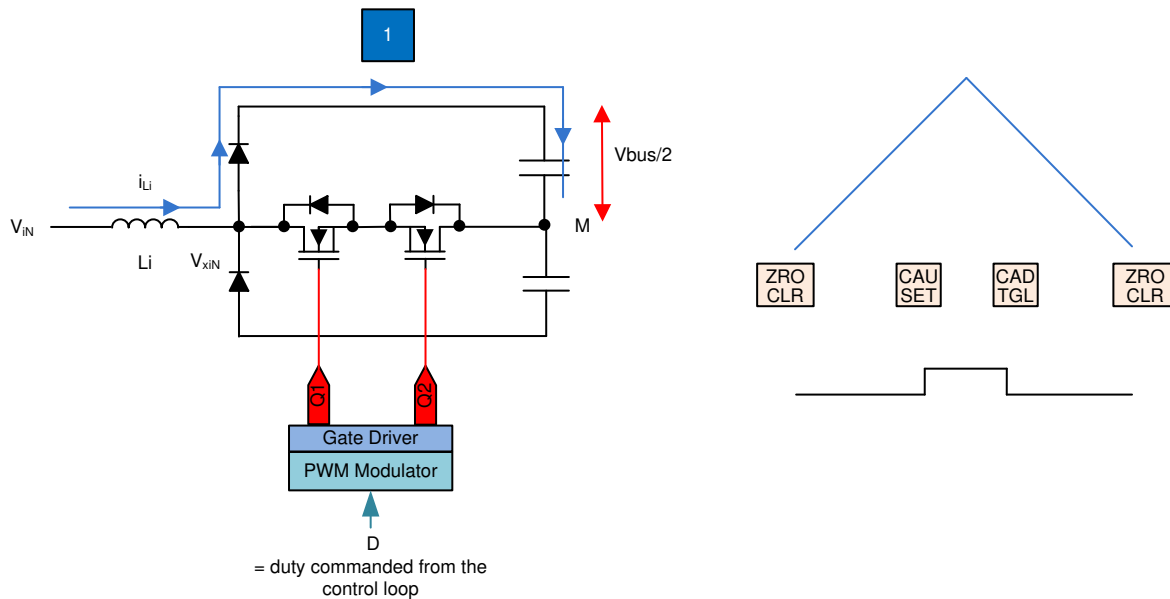 1
Vbus/2
iLi
ViN
Li
VxiN
M
Q1
Q2
Gate Driver
PWM Modulator
D
= duty commanded from the
control loop
ZRO
CLR
CAU
SET
CAD
TGL
ZRO
CLR